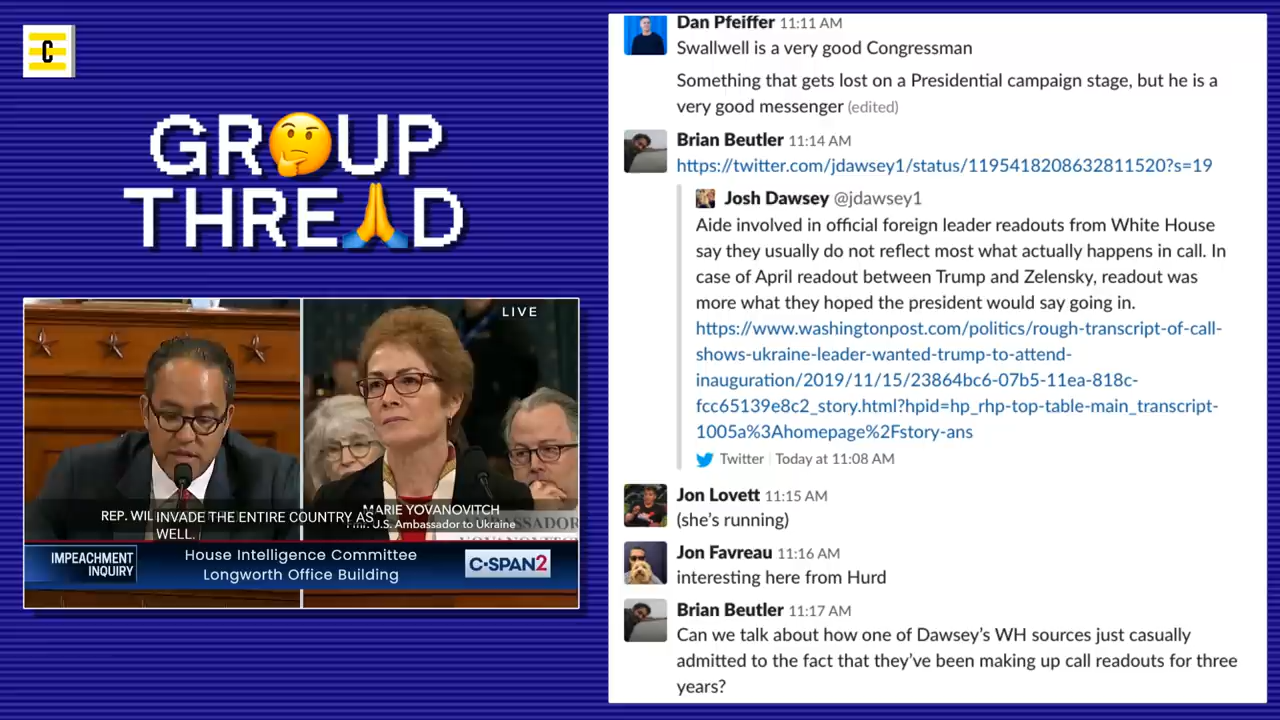 C
GR UP
THRE D
LIVE
REP. WIL
INVADE THE ENTIRE COUNTRY AS
WELL.
MARIE YOVANOVITCH
U.S. Ambassador to Ukraine
IMPEACHMENT
INQUIRY
House Intelligence Committee
Longworth Office Building
C-SPAN2
Dan Pfeiffer 11:11 AM
Swallwell is a very good Congressman
Something that gets lost on a Presidential campaign stage, but he is a
very good messenger (edited)
Brian Beutler 11:14 AM
https://twitter.com/jdawsey1/status/1195418208632811520?s=19
Josh Dawsey @jdawsey1
Aide involved in official foreign leader readouts from White House
say they usually do not reflect most what actually happens in call. In
case of April readout between Trump and Zelensky, readout was
more what they hoped the president would say going in.
https://www.washingtonpost.com/politics/rough-transcript-of-call-
shows-ukraine-leader-wanted-trump-to-attend-
inauguration/2019/11/15/23864bc6-07b5-11ea-818c-
fcc65139e8c2_story.html?hpid=hp_rhp-top-table-main_transcript-
1005a%3Ahomepage%2Fstory-ans
Twitter | Today at 11:08 AM
Jon Lovett 11:15 AM
(she's running)
Jon Favreau 11:16 AM
interesting here from Hurd
Brian Beutler 11:17 AM
Can we talk about how one of Dawsey's WH sources just casually
admitted to the fact that they've been making up call readouts for three
years?